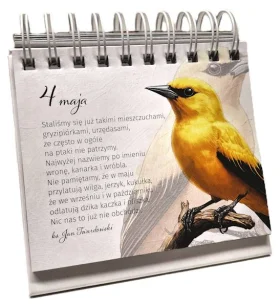 4 maja
Staliśmy się już takimi mieszczuchami,
gryzipiórkami, urzędasami,
że często w ogóle
na ptaki nie patrzymy.
Najwyżej nazwiemy po imieniu
wronę, kanarka i wróbla.
Nie pamiętamy, że w maju
przylatują wilga, jerzyk, kukułka,
że we wrześniu i w październiku
odlatują dzika kaczka i
Nic nas to już nie obchodzi.
ks. Jan Twardowski